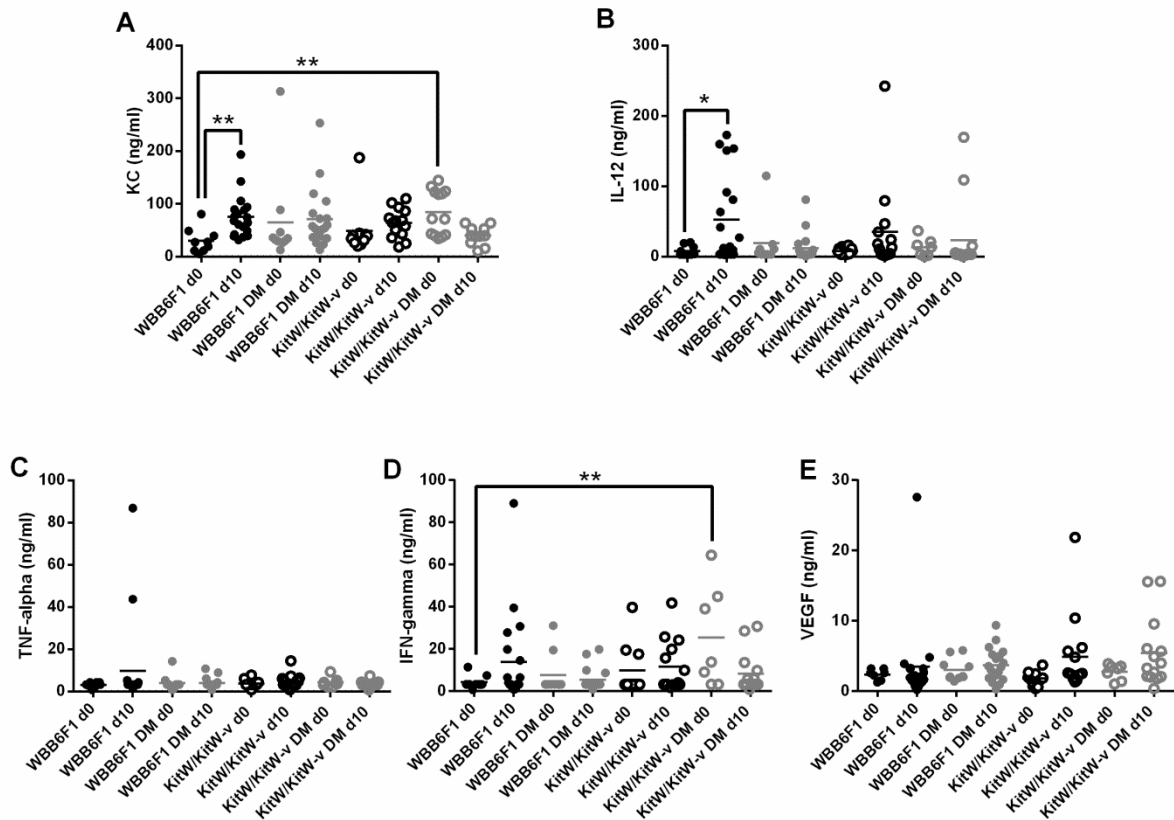 A
KC (ng/ml)
400
300
200
100
0
**
**
WBB6F1 d0
WBB6F1 d10
WBB6F1 DM d0
WBB6F1 DM d10
KitW/KitW-v d0
KitW/KitW-v d10
KitW/KitW-v DM d0
KitW/KitW-v DM d10
B
IL-12 (ng/ml)
300
200
100
0
*
WBB6F1 d0
WBB6F1 d10
WBB6F1 DM d0
WBB6F1 DM d10
KitW/KitW-v d0
KitW/KitW-v d10
KitW/KitW-v DM d0
KitW/KitW-v DM d10
C
TNF-alpha (ng/ml)
100
80
60
40
20
0
WBB6F1 d0
WBB6F1 d10
WBB6F1 DM d0
WBB6F1 DM d10
KitW/KitW-v d0
KitW/KitW-v d10
KitW/KitW-v DM d0
KitW/KitW-v DM d10
D
IFN-gamma (ng/ml)
100
80
60
40
20
0
**
WBB6F1 d0
WBB6F1 d10
WBB6F1 DM d0
WBB6F1 DM d10
KitW/KitW-v d0
KitW/KitW-v d10
KitW/KitW-v DM d0
KitW/KitW-v DM d10
E
VEGF (ng/ml)
30
20
10
0
WBB6F1 d0
WBB6F1 d10
WBB6F1 DM d0
WBB6F1 DM d10
KitW/KitW-v d0
KitW/KitW-v d10
KitW/KitW-v DM d0
KitW/KitW-v DM d10